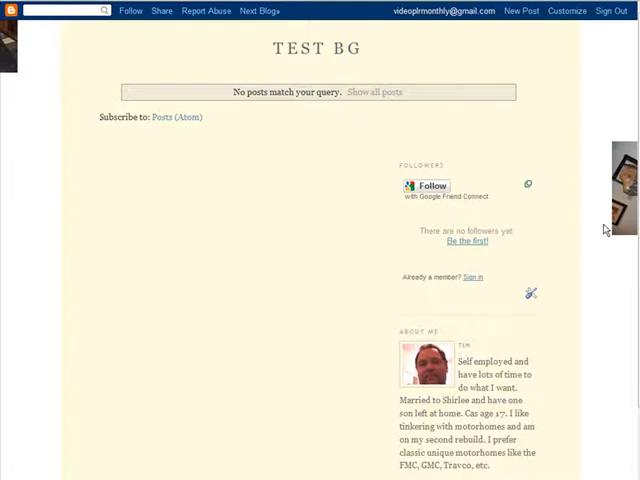 Follow Share Report Abuse Next Blog» videoplrmonthly@gmail.com New Post Customize Sign Out
TEST BG
No posts match your query. Show all posts
Subscribe to: Posts (Atom)
FOLLOWERS
Follow
with Google Friend Connect
There are no followers yet
Be the first!
Already a member? Sign in
ABOUT ME
TIM
Self employed and
have lots of time to
do what I want.
Married to Shirlee and have one
son left at home. Cas age 17. I like
tinkering with motorhomes and am
on my second rebuild. I prefer
classic unique motorhomes like the
FMC, GMC, Travco, etc.